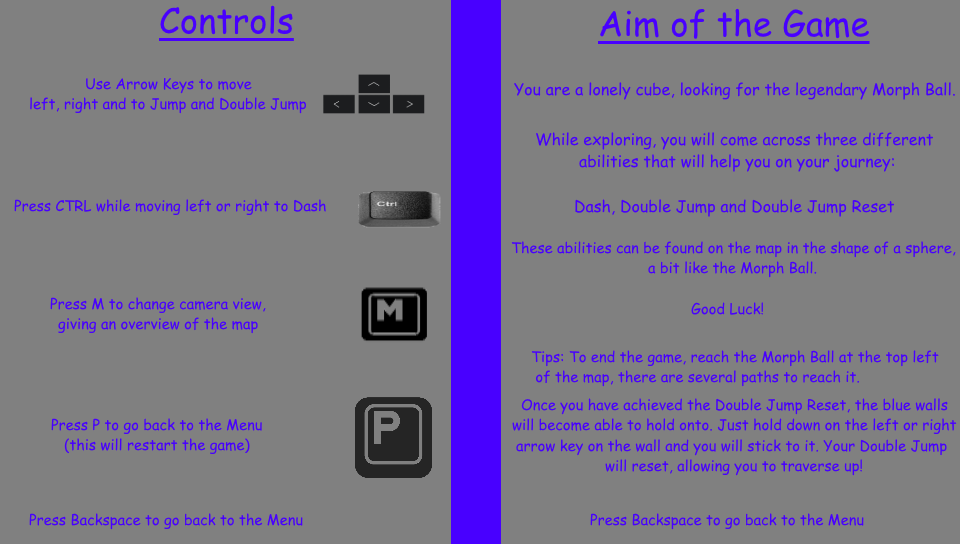 Controls
Use Arrow Keys to move
left, right and to Jump and Double Jump
Press CTRL while moving left or right to Dash
Ctrl
Press M to change camera view,
giving an overview of the map
M
Press P to go back to the Menu
(this will restart the game)
P
Press Backspace to go back to the Menu
Aim of the Game
You are a lonely cube, looking for the legendary Morph Ball.
While exploring, you will come across three different
abilities that will help you on your journey:
Dash, Double Jump and Double Jump Reset
These abilities can be found on the map in the shape of a sphere,
a bit like the Morph Ball.
Good Luck!
Tips: To end the game, reach the Morph Ball at the top left
of the map, there are several paths to reach it.
Once you have achieved the Double Jump Reset, the blue walls
will become able to hold onto. Just hold down on the left or right
arrow key on the wall and you will stick to it. Your Double Jump
will reset, allowing you to traverse up!
Press Backspace to go back to the Menu